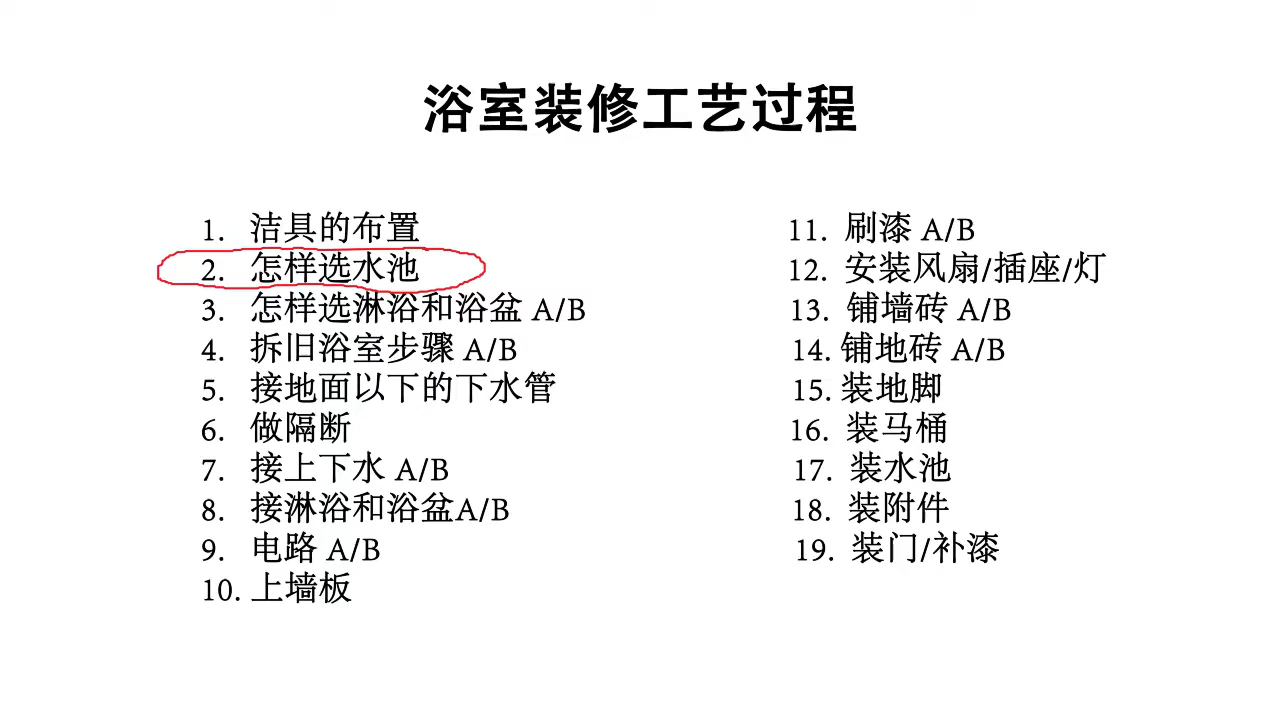 浴室装修工艺过程
1. 洁具的布置
2. 怎样选水池
3. 怎样选淋浴和浴盆 A/B
4. 拆旧浴室步骤 A/B
5. 接地面以下的下水管
6. 做隔断
7. 接上下水 A/B
8. 接淋浴和浴盆A/B
9. 电路 A/B
10. 上墙板
11. 刷漆 A/B
12. 安装风扇/插座/灯
13. 铺墙砖 A/B
14. 铺地砖 A/B
15. 装地脚
16. 装马桶
17. 装水池
18. 装附件
19. 装门/补漆